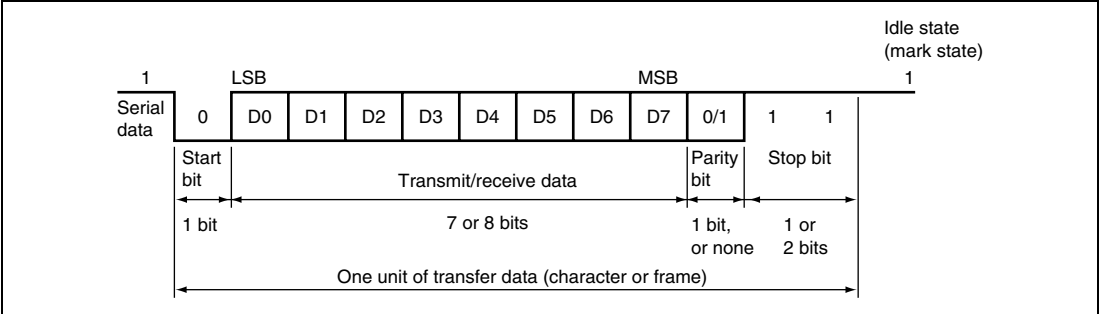 Idle state
(mark state)
1 LSB MSB 1
Serial
data
0 D0 D1 D2 D3 D4 D5 D6 D7 0/1 1 1
Start
bit
Transmit/receive data
Parity
bit
Stop bit
1 bit
7 or 8 bits
1 bit,
or none
1 or
2 bits
One unit of transfer data (character or frame)